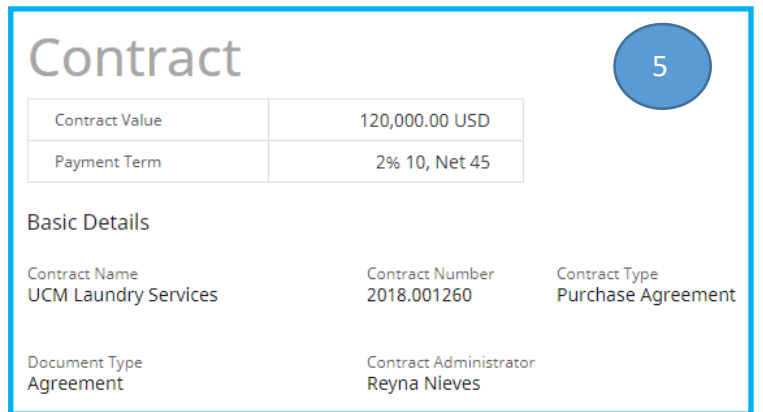 Contract
5
Contract Value 120,000.00 USD
Payment Term 2% 10, Net 45
Basic Details
Contract Name Contract Number Contract Type
UCM Laundry Services 2018.001260 Purchase Agreement
Document Type Contract Administrator
Agreement Reyna Nieves